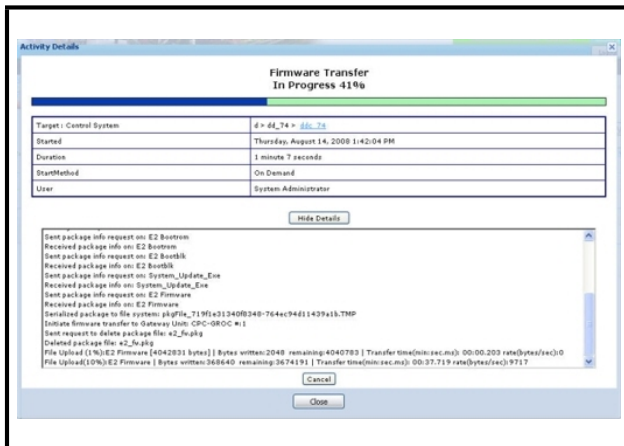 Activity Details
Firmware Transfer
In Progress 41%
Target : Control System d > dd_74 > ddc_74
Started Thursday, August 14, 2008 1:42:04 PM
Duration 1 minute 7 seconds
StartMethod On Demand
User System Administrator
Hide Details
Sent package info request on: E2 Bootrom
Received package info on: E2 Bootrom
Sent package info request on: E2 Bootblk
Received package info on: E2 Bootblk
Sent package info request on: System_Update_Exe
Received package info on: System_Update_Exe
Sent package info request on: E2 Firmware
Received package info on: E2 Firmware
Serialized package to file system: pkgFile_719f1e31340f8348-764ec94d11439a1b.TMP
Initiate firmware transfer to Gateway Unit: CPC-GROC #:1
Sent request to delete package file: e2_fw.pkg
Deleted package file: e2_fw.pkg
File Upload (1%):E2 Firmware [4042831 bytes] | Bytes written:2048 remaining:4040783 | Transfer time(min:sec.ms): 00:00.203 rate(bytes/sec):0
File Upload(10%):E2 Firmware | Bytes written:368640 remaining:3674191 | Transfer time(min:sec.ms): 00:37.719 rate(bytes/sec):9717
Cancel
Close